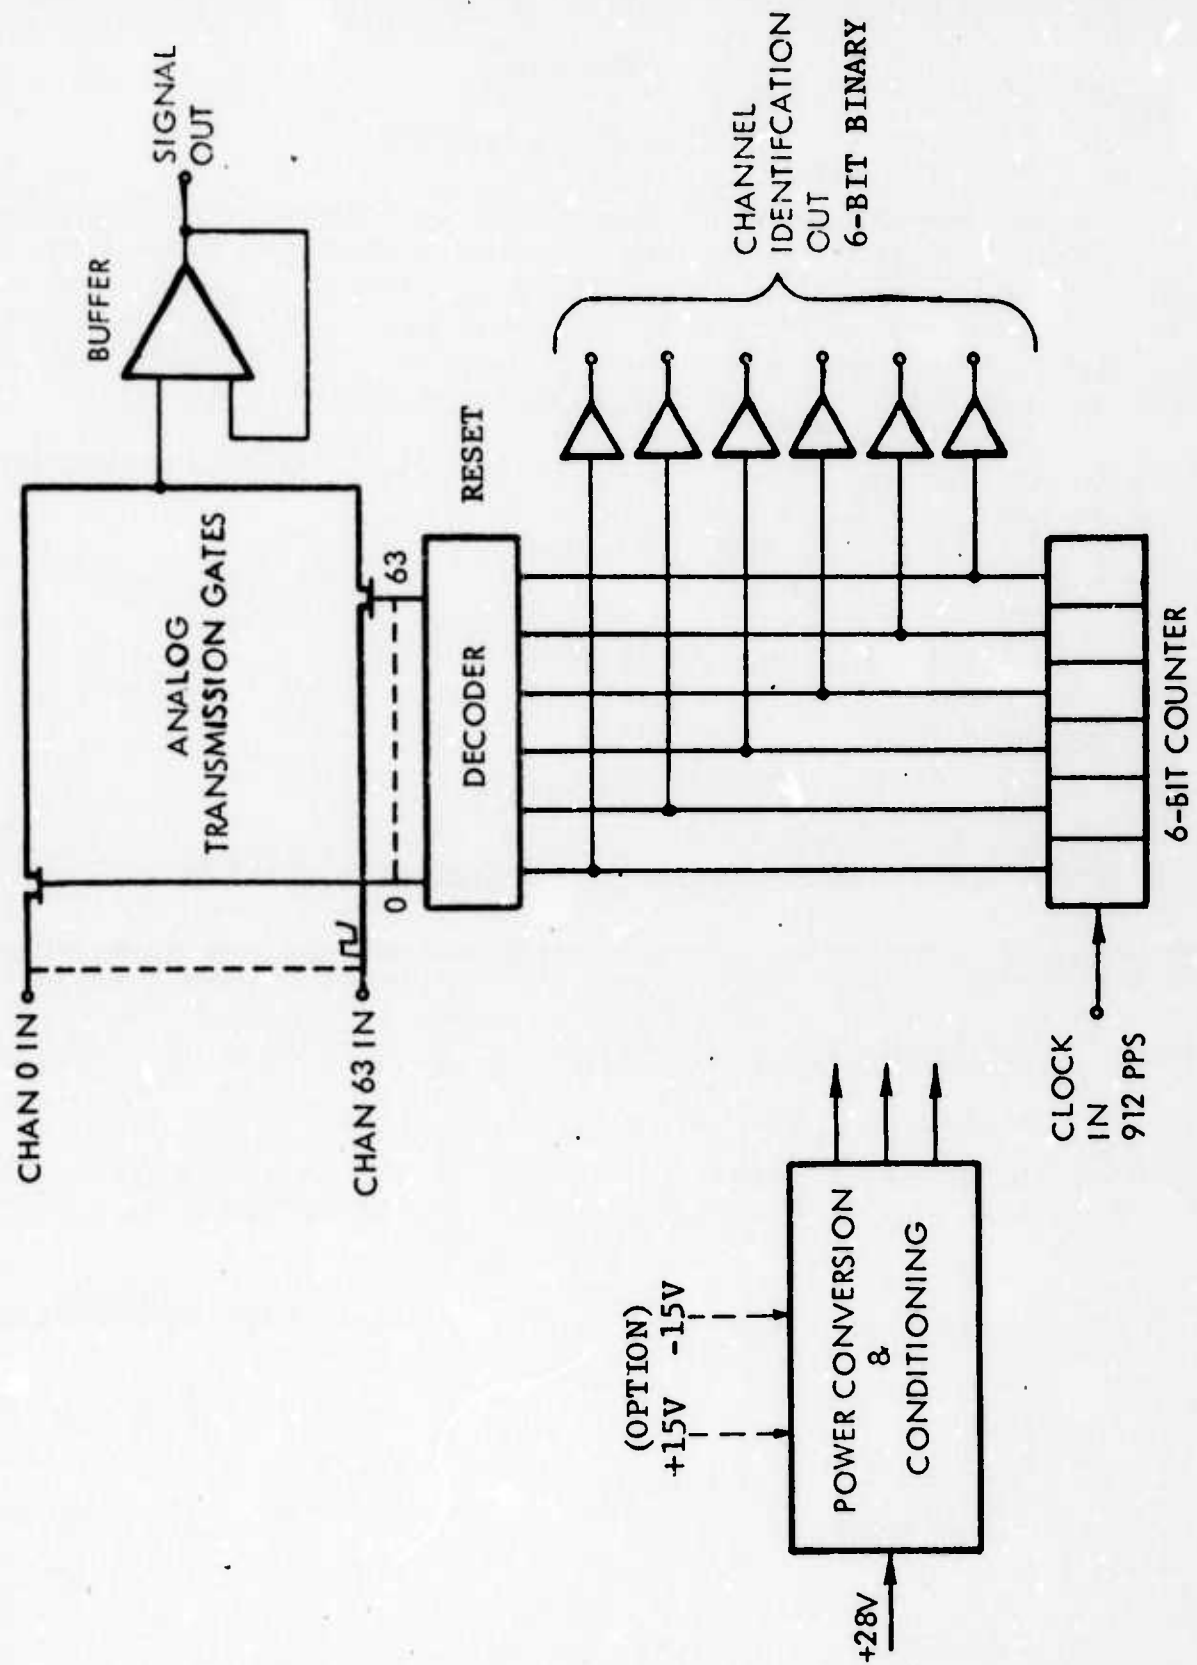 CHAN 0 IN
CHAN 63 IN
ANALOG
TRANSMISSION GATES
BUFFER
SIGNAL
OUT
0
63
DECODER
RESET
CHANNEL
IDENTIFCATION
OUT
6-BIT BINARY
6-BIT COUNTER
CLOCK
IN
912 PPS
(OPTION)
+15V -15V
POWER CONVERSION
&
CONDITIONING
+28V